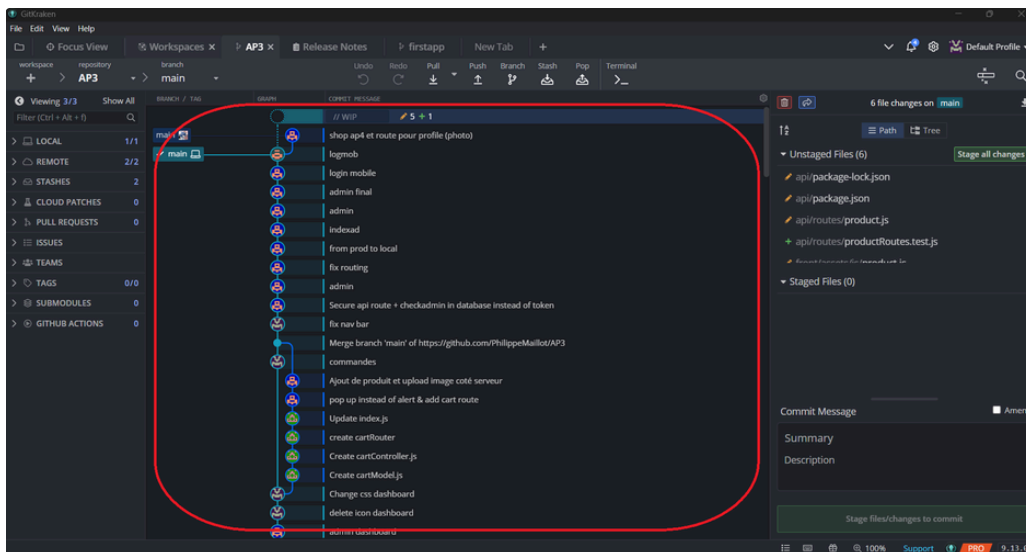 GitKraken
File Edit View Help
Focus View Workspaces × AP3 × Release Notes firstapp New Tab + Default Profile
workspace repository branch Undo Redo Pull Push Branch Stash Pop Terminal
+ > AP3 > main
Viewing 3/3 Show All BRANCH / TAG GRAPH COMMIT MESSAGE 6 file changes on main
Filter (Ctrl + Alt + f) // WIP 5 + 1
main shop ap4 et route pour profile (photo)
Path Tree
LOCAL 1/1 main logmob
Unstaged Files (6) Stage all changes
REMOTE 2/2 login mobile
api/package-lock.json
STASHES 2 admin final
api/package.json
CLOUD PATCHES 0 admin
PULL REQUESTS 0 indexad
api/routes/product.js
ISSUES from prod to local
+ api/routes/productRoutes.test.js
TEAMS fix routing
front/assets/js/product.js
TAGS 0/0 admin
Staged Files (0)
SUBMODULES 0 Secure api route + checkadmin in database instead of token
GITHUB ACTIONS 0 fix nav bar
Merge branch 'main' of https://github.com/PhilippeMaillot/AP3
commandes
Ajout de produit et upload image coté serveur
pop up instead of alert & add cart route
Update index.js
Commit Message Amen
create cartRouter
Summary
Create cartController.js
Description
Create cartModel.js
Change css dashboard
delete icon dashboard
Stage files/changes to commit
admin dashboard
100% Support PRO 9.13.